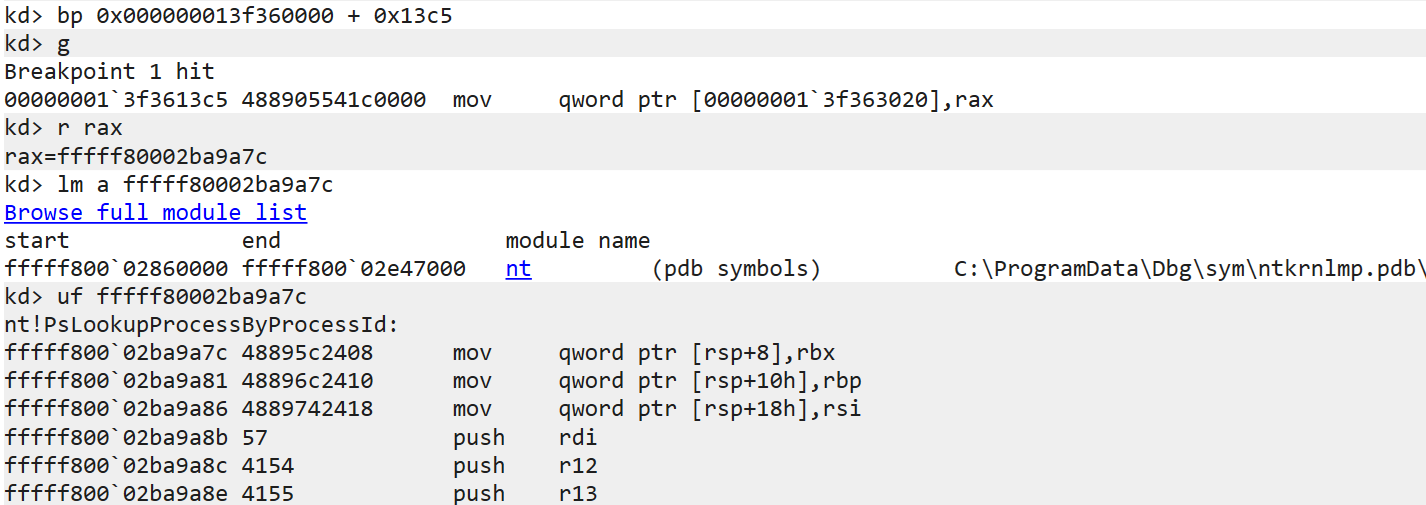 kd> bp 0x000000013f360000 + 0x13c5
kd> g
Breakpoint 1 hit
00000001`3f3613c5 488905541c0000  mov     qword ptr [00000001`3f363020],rax
kd> r rax
rax=fffff80002ba9a7c
kd> lm a fffff80002ba9a7c
Browse full module list
start             end                 module name
fffff800`02860000 fffff800`02e47000   nt         (pdb symbols)          C:\ProgramData\Dbg\sym\ntkrnlmp.pdb\
kd> uf fffff80002ba9a7c
nt!PsLookupProcessByProcessId:
fffff800`02ba9a7c 48895c2408      mov     qword ptr [rsp+8],rbx
fffff800`02ba9a81 48896c2410      mov     qword ptr [rsp+10h],rbp
fffff800`02ba9a86 4889742418      mov     qword ptr [rsp+18h],rsi
fffff800`02ba9a8b 57              push    rdi
fffff800`02ba9a8c 4154            push    r12
fffff800`02ba9a8e 4155            push    r13